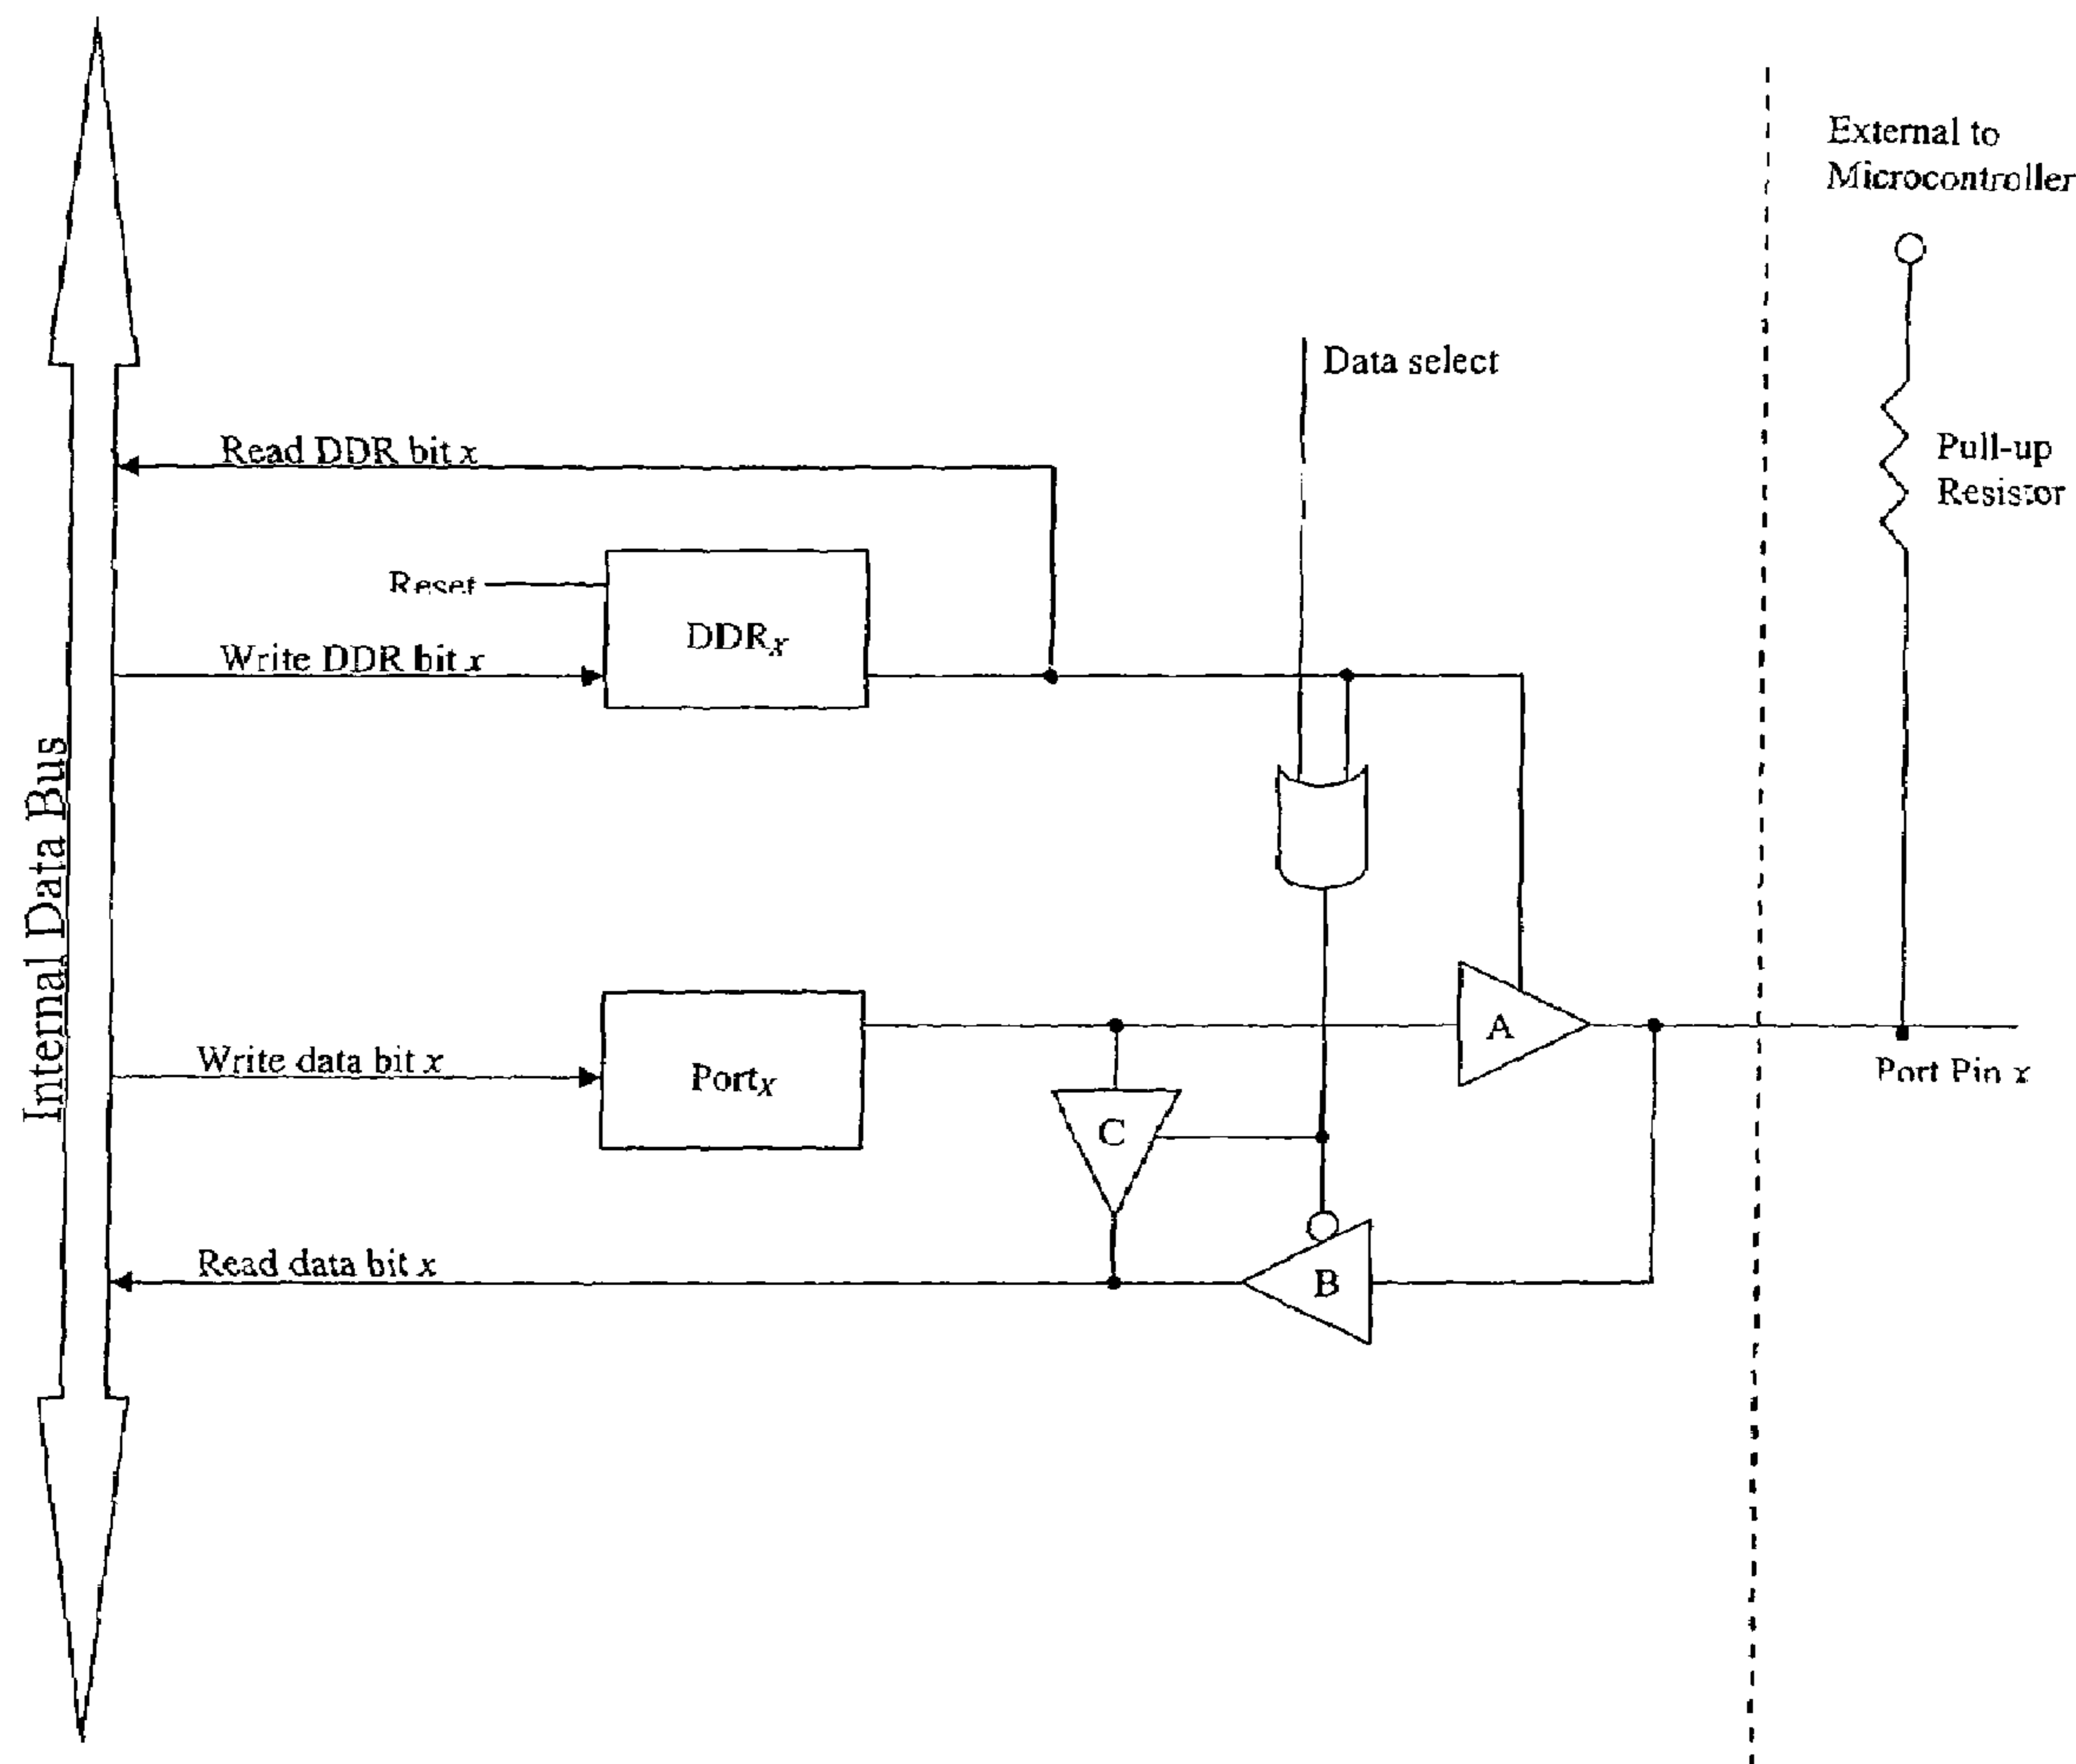 External to
Microcontroller
Data select
Read DDR bit x
Pull-up
Resistor
Reset
DDRx
Write DDR bit x
Internal Data Bus
A
Write data bit x
Portx
Port Pin x
C
Read data bit x
B